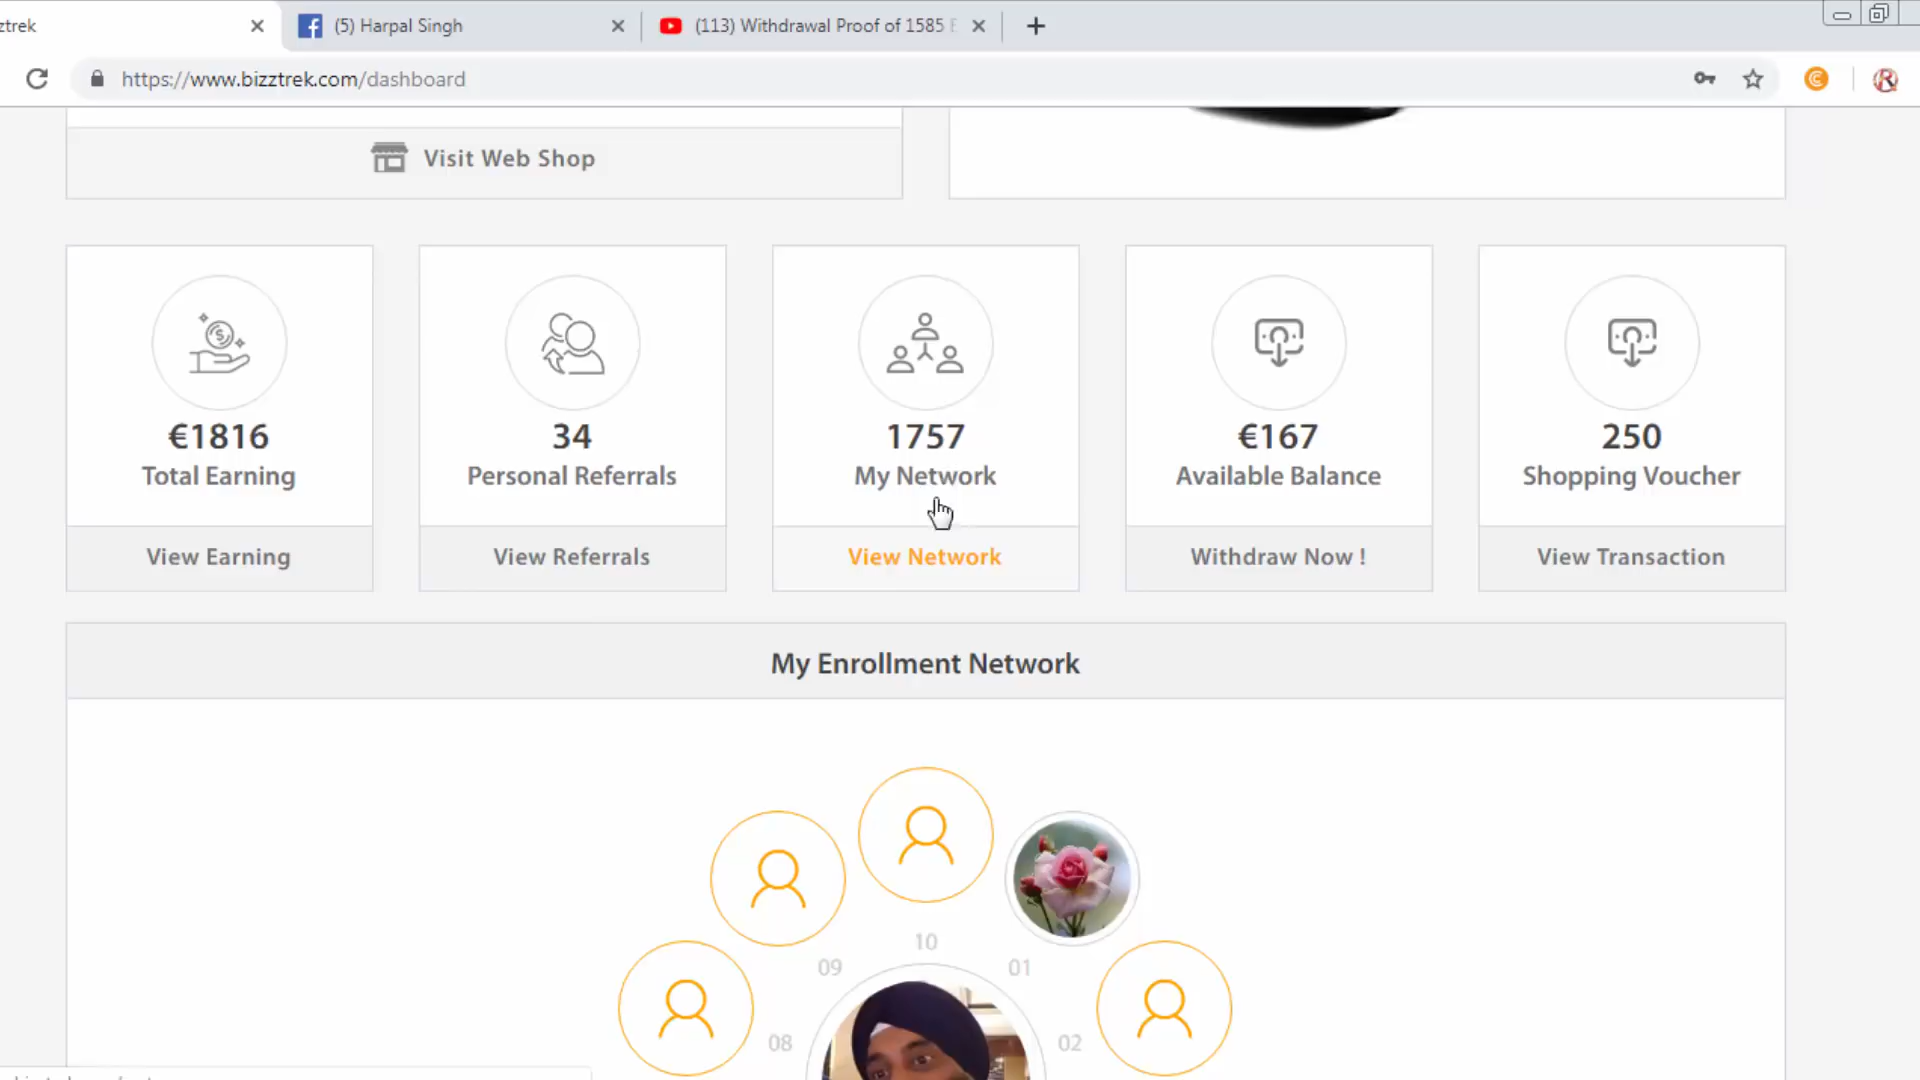 ztrek
(5) Harpal Singh
(113) Withdrawal Proof of 1585
https://www.bizztrek.com/dashboard
Visit Web Shop
€1816
Total Earning
View Earning
34
Personal Referrals
View Referrals
1757
My Network
View Network
€167
Available Balance
Withdraw Now !
250
Shopping Voucher
View Transaction
My Enrollment Network
10
09
01
08
02